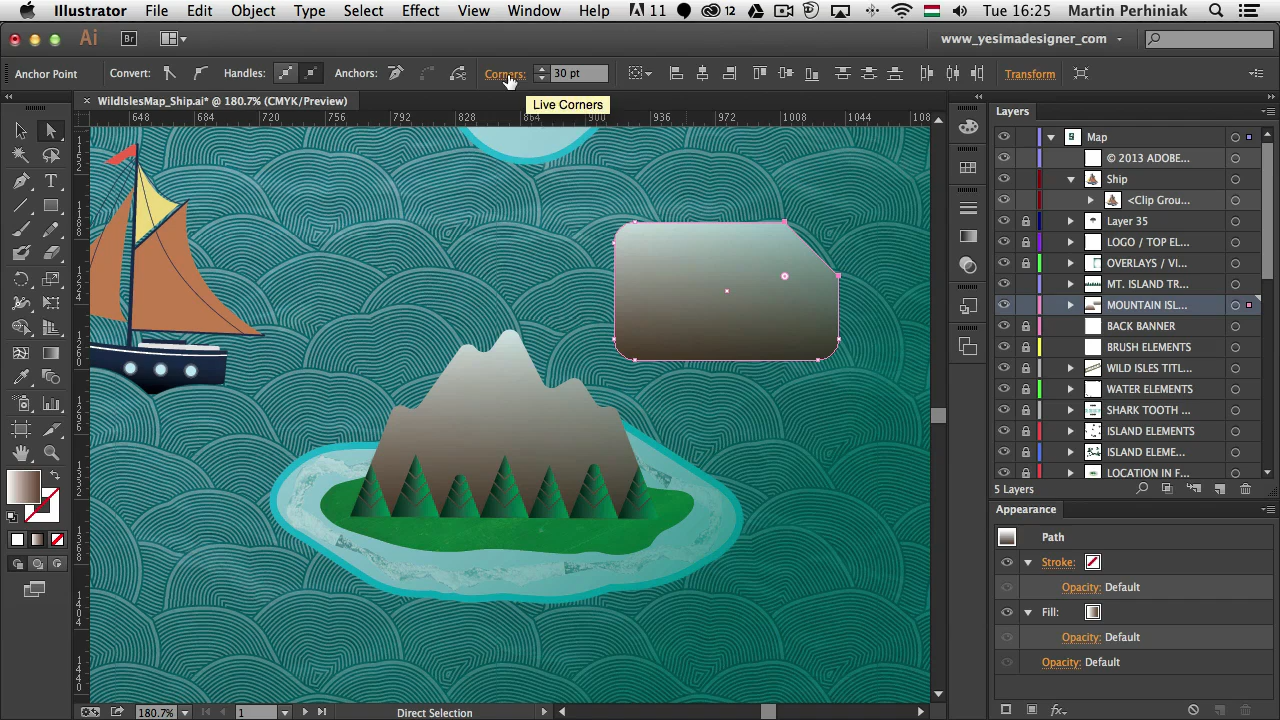 Illustrator File Edit Object Type Select Effect View Window Help 11 12 Tue 16:25 Martin Perhiniak
Ai Br www_yesimadesigner_com
Anchor Point Convert: Handles: Anchors: Corners: 30 pt Transform
Live Corners
× WildIslesMap_Ship.ai* @ 180.7% (CMYK/Preview)
648 684 720 756 792 828 864 900 936 972 1008 1044 108
Layers
Map
© 2013 ADOBE...
Ship
<Clip Grou...
Layer 35
LOGO / TOP EL...
OVERLAYS / VI...
MT. ISLAND TR...
MOUNTAIN ISL...
BACK BANNER
BRUSH ELEMENTS
WILD ISLES TITL...
WATER ELEMENTS
SHARK TOOTH ...
ISLAND ELEMENTS
ISLAND ELEME...
LOCATION IN F...
5 Layers
Appearance
Path
Stroke:
Opacity: Default
Fill:
Opacity: Default
Opacity: Default
180.7% 1 Direct Selection